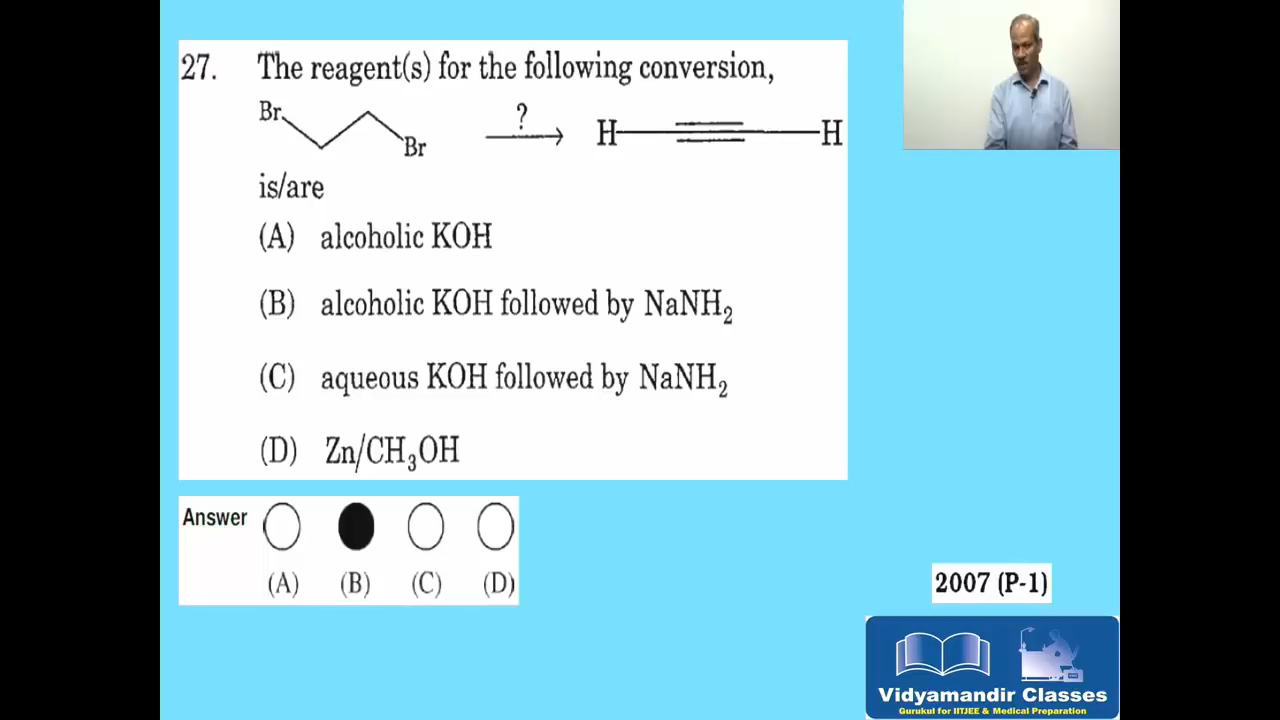 27. The reagent(s) for the following conversion,
Br Br ? H H
is/are
(A) alcoholic KOH
(B) alcoholic KOH followed by NaNH₂
(C) aqueous KOH followed by NaNH₂
(D) Zn/CH₃OH
Answer
(A) (B) (C) (D)
2007 (P-1)
Vidyamandir Classes
Gurukul for IITJEE & Medical Preparation